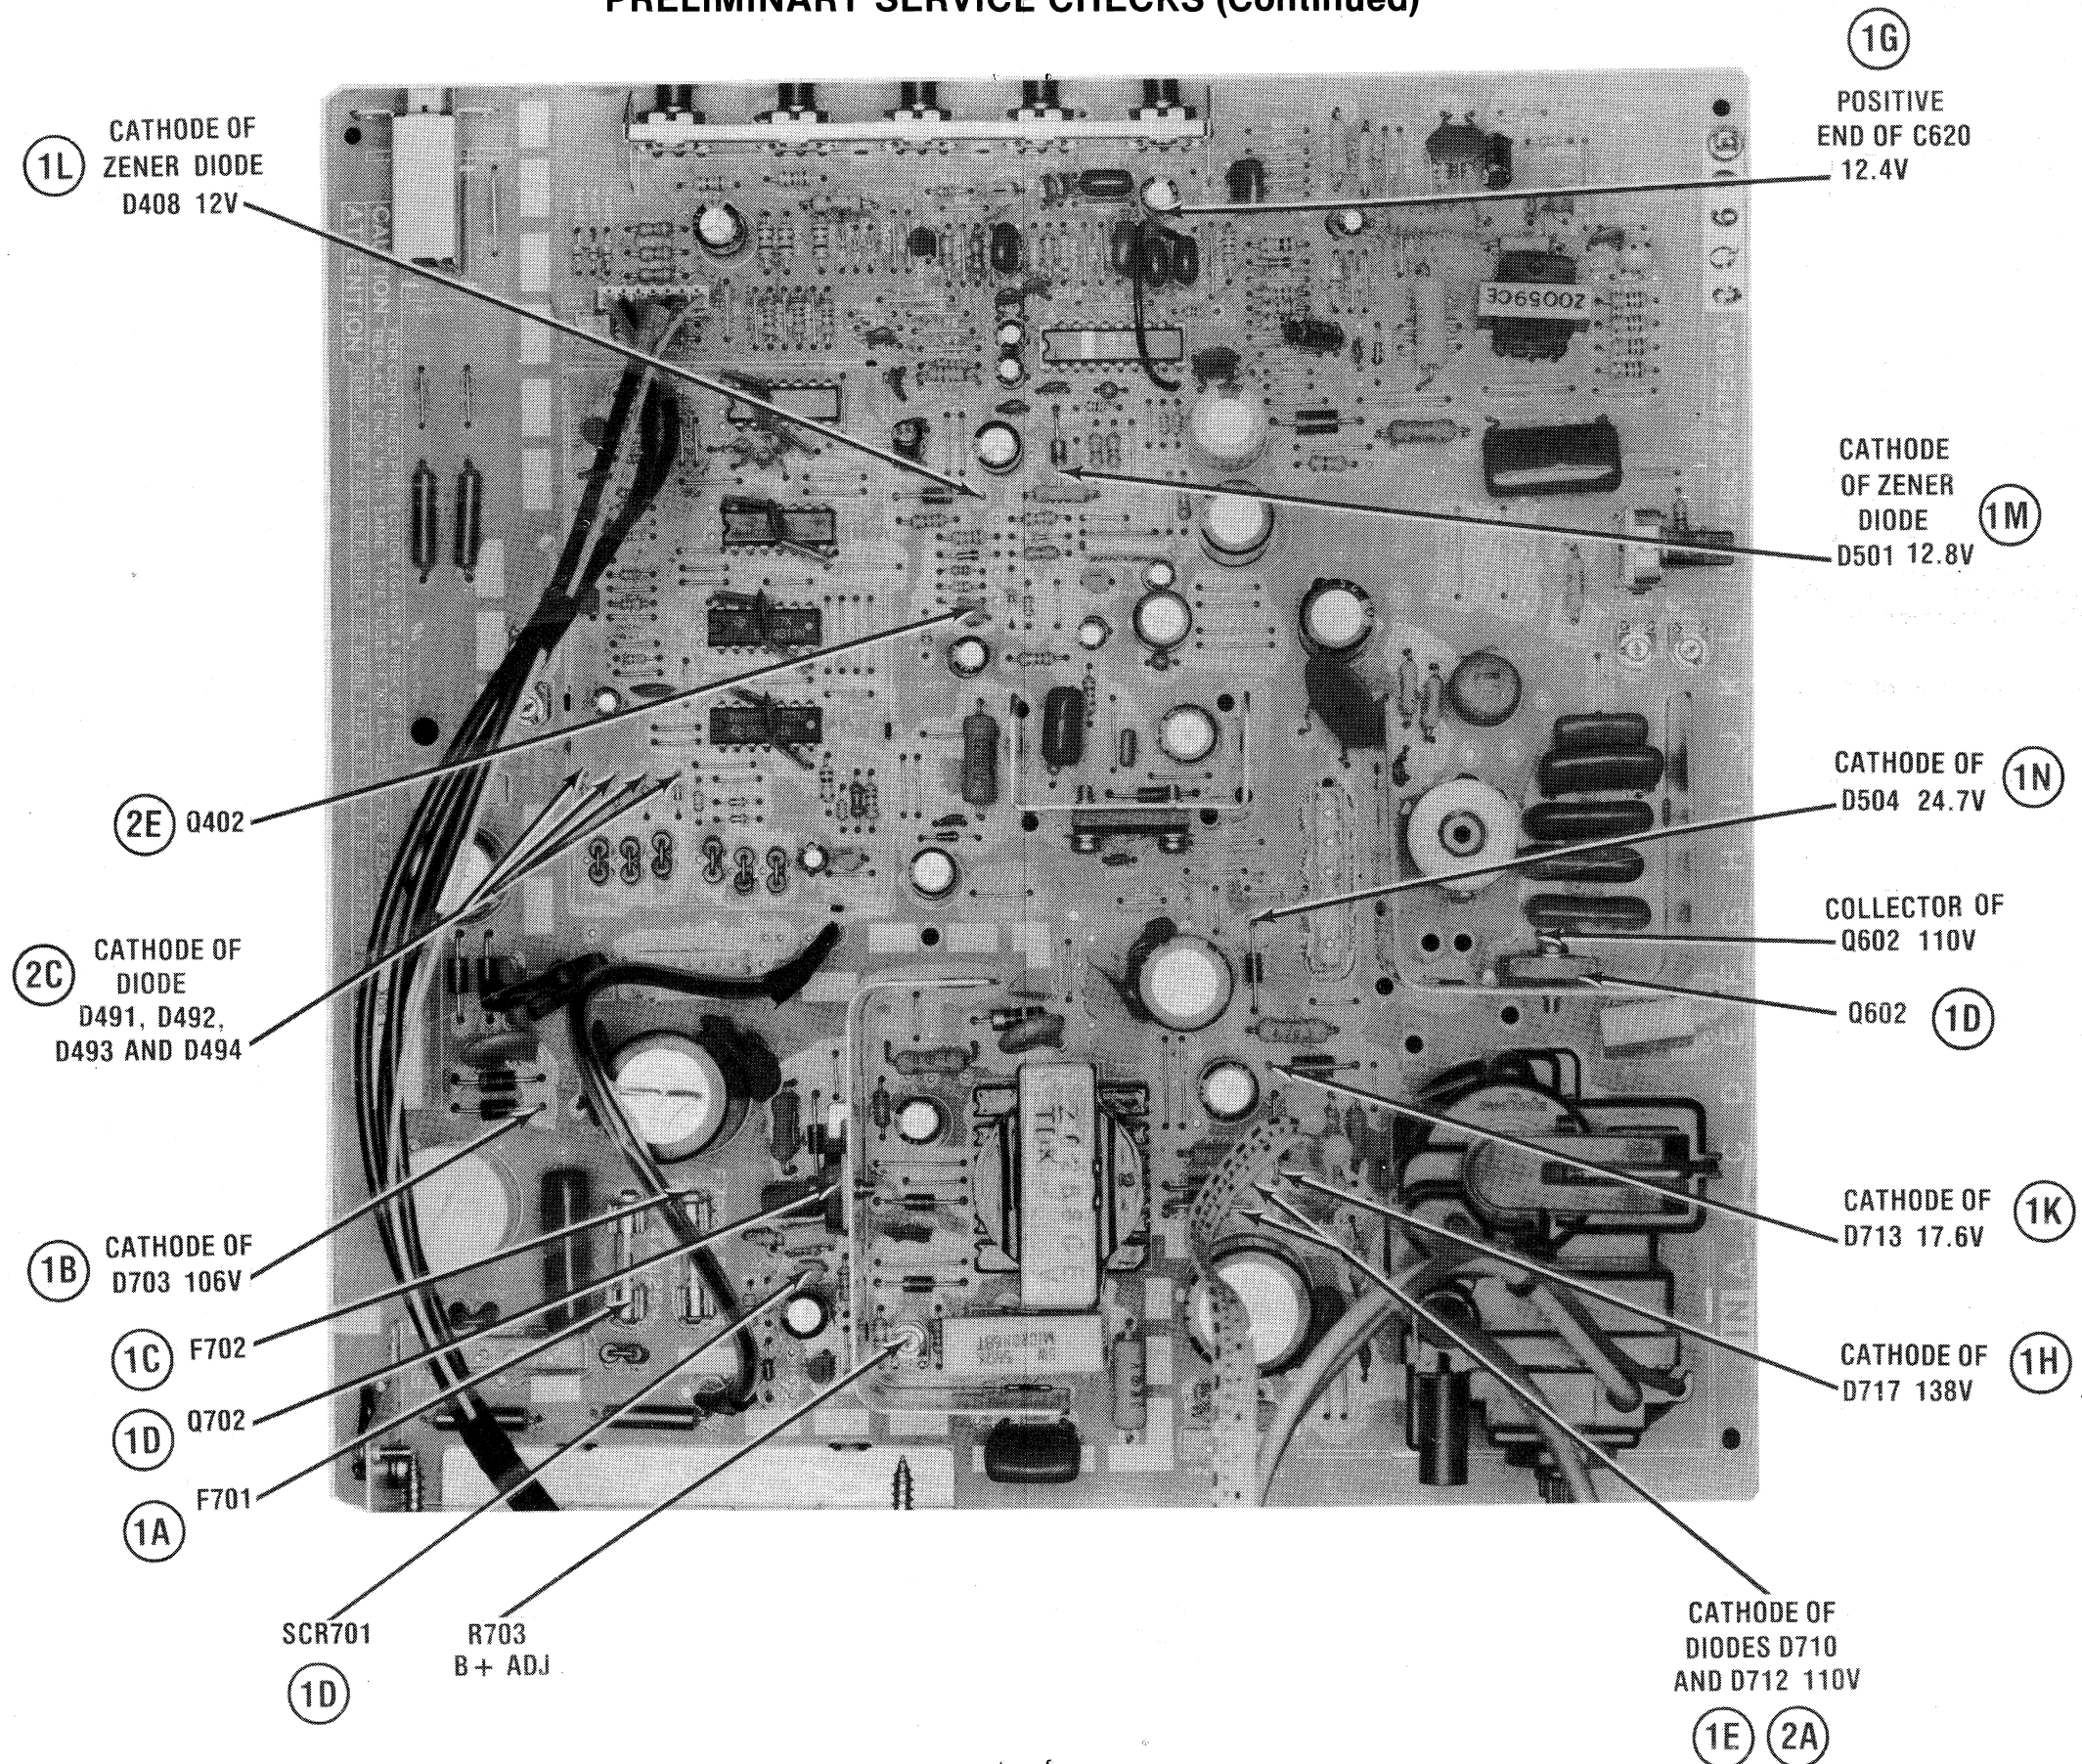 PRELIMINARY SERVICE CHECKS (Continued)
1G
POSITIVE
END OF C620
12.4V
1L
CATHODE OF
ZENER DIODE
D408 12V
CATHODE
OF ZENER
DIODE
D501 12.8V
1M
2E Q402
CATHODE OF
D504 24.7V
1N
COLLECTOR OF
Q602 110V
Q602 1D
2C
CATHODE OF
DIODE
D491, D492,
D493 AND D494
1B
CATHODE OF
D703 106V
1C F702
1D Q702
1A F701
CATHODE OF
D713 17.6V
1K
CATHODE OF
D717 138V
1H
SCR701
1D
R703
B+ ADJ
CATHODE OF
DIODES D710
AND D712 110V
1E 2A
Z0059CE
TDK